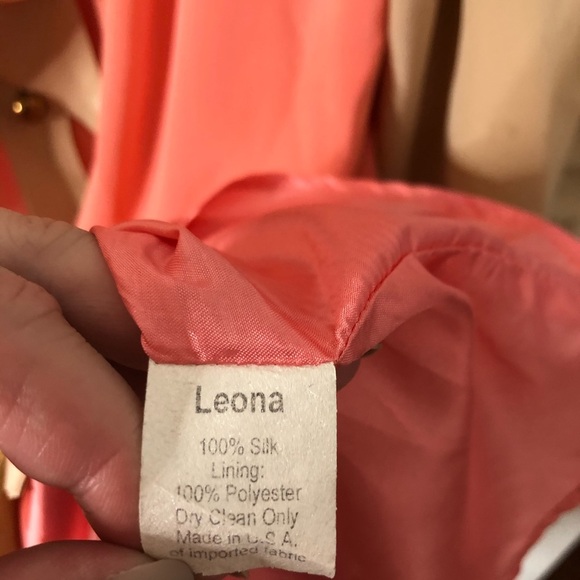 Leona
100% Silk
Lining:
100% Polyester
Dry Clean Only
Made in U.S.A.
of imported fabric